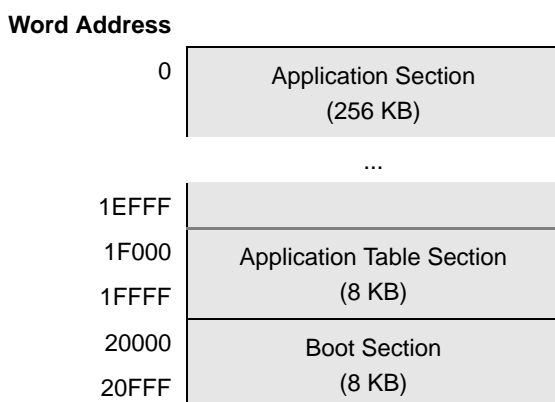 Word Address
0
Application Section
(256 KB)
...
1EFFF
1F000
Application Table Section
1FFFF
(8 KB)
20000
Boot Section
20FFF
(8 KB)